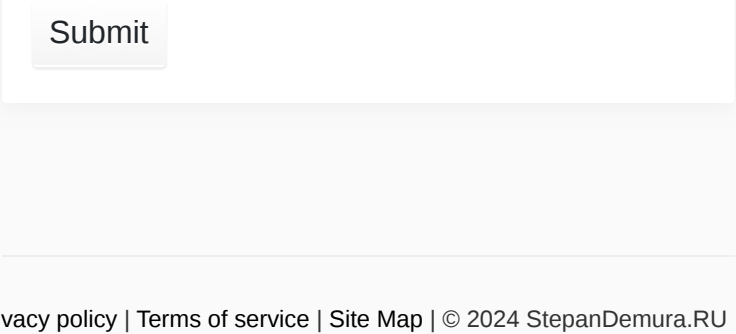 Submit
vacy policy | Terms of service | Site Map | © 2024 StepanDemura.RU